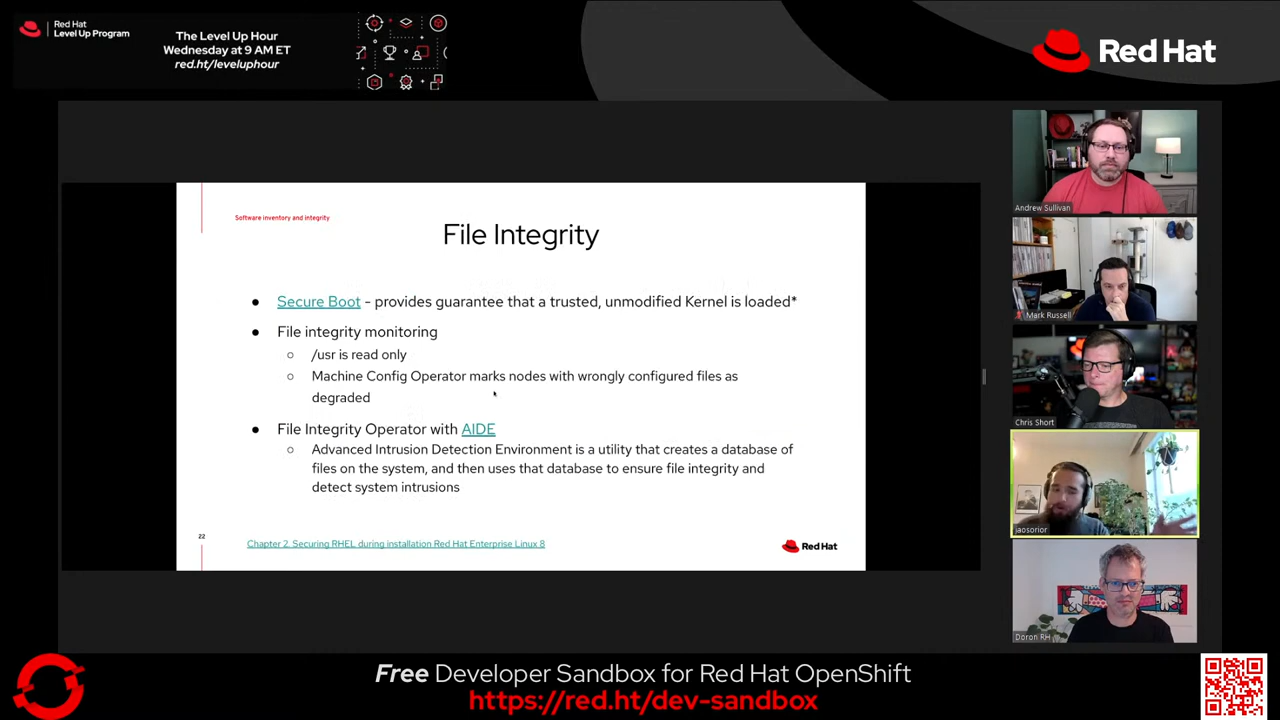 Red Hat
Level Up Program
The Level Up Hour
Wednesday at 9 AM ET
red.ht/leveluphour
Red Hat
Software inventory and integrity
File Integrity
● Secure Boot - provides guarantee that a trusted, unmodified Kernel is loaded*
● File integrity monitoring
○ /usr is read only
○ Machine Config Operator marks nodes with wrongly configured files as
degraded
● File Integrity Operator with AIDE
○ Advanced Intrusion Detection Environment is a utility that creates a database of
files on the system, and then uses that database to ensure file integrity and
detect system intrusions
22
Chapter 2. Securing RHEL during installation Red Hat Enterprise Linux 8
Red Hat
Andrew Sullivan
Mark Russell
Chris Short
jaosorior
Doron RH
Free Developer Sandbox for Red Hat OpenShift
https://red.ht/dev-sandbox